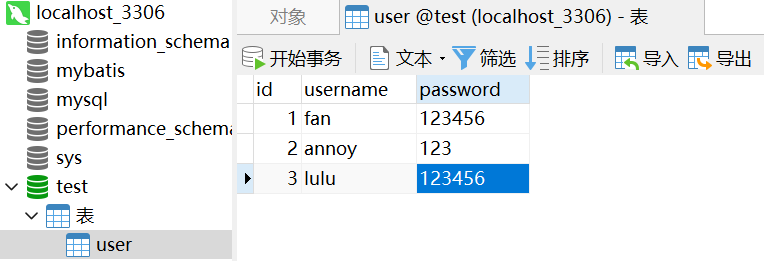 localhost_3306
information_schema
mybatis
mysql
performance_schema
sys
test
表
user
对象
user @test (localhost_3306) - 表
开始事务 文本 筛选 排序 导入 导出
id username password
1 fan 123456
2 annoy 123
3 lulu 123456